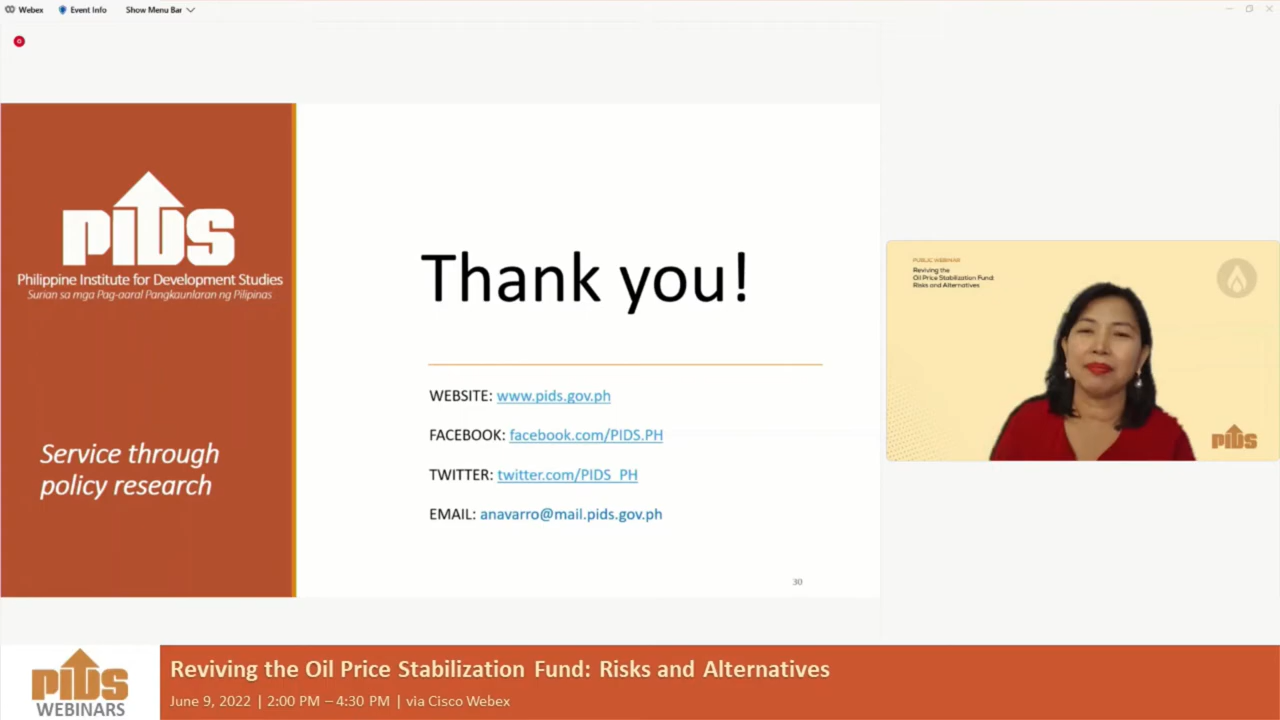 Webex
Event Info
Show Menu Bar
PIDS
Philippine Institute for Development Studies
Surian sa mga Pag-aaral Pangkaunlaran ng Pilipinas
Service through
policy research
Thank you!
WEBSITE: www.pids.gov.ph
FACEBOOK: facebook.com/PIDS.PH
TWITTER: twitter.com/PIDS_PH
EMAIL: anavarro@mail.pids.gov.ph
30
PUBLIC WEBINAR
Reviving the
Oil Price Stabilization Fund:
Risks and Alternatives
PIDS
PIDS
WEBINARS
Reviving the Oil Price Stabilization Fund: Risks and Alternatives
June 9, 2022 | 2:00 PM – 4:30 PM | via Cisco Webex